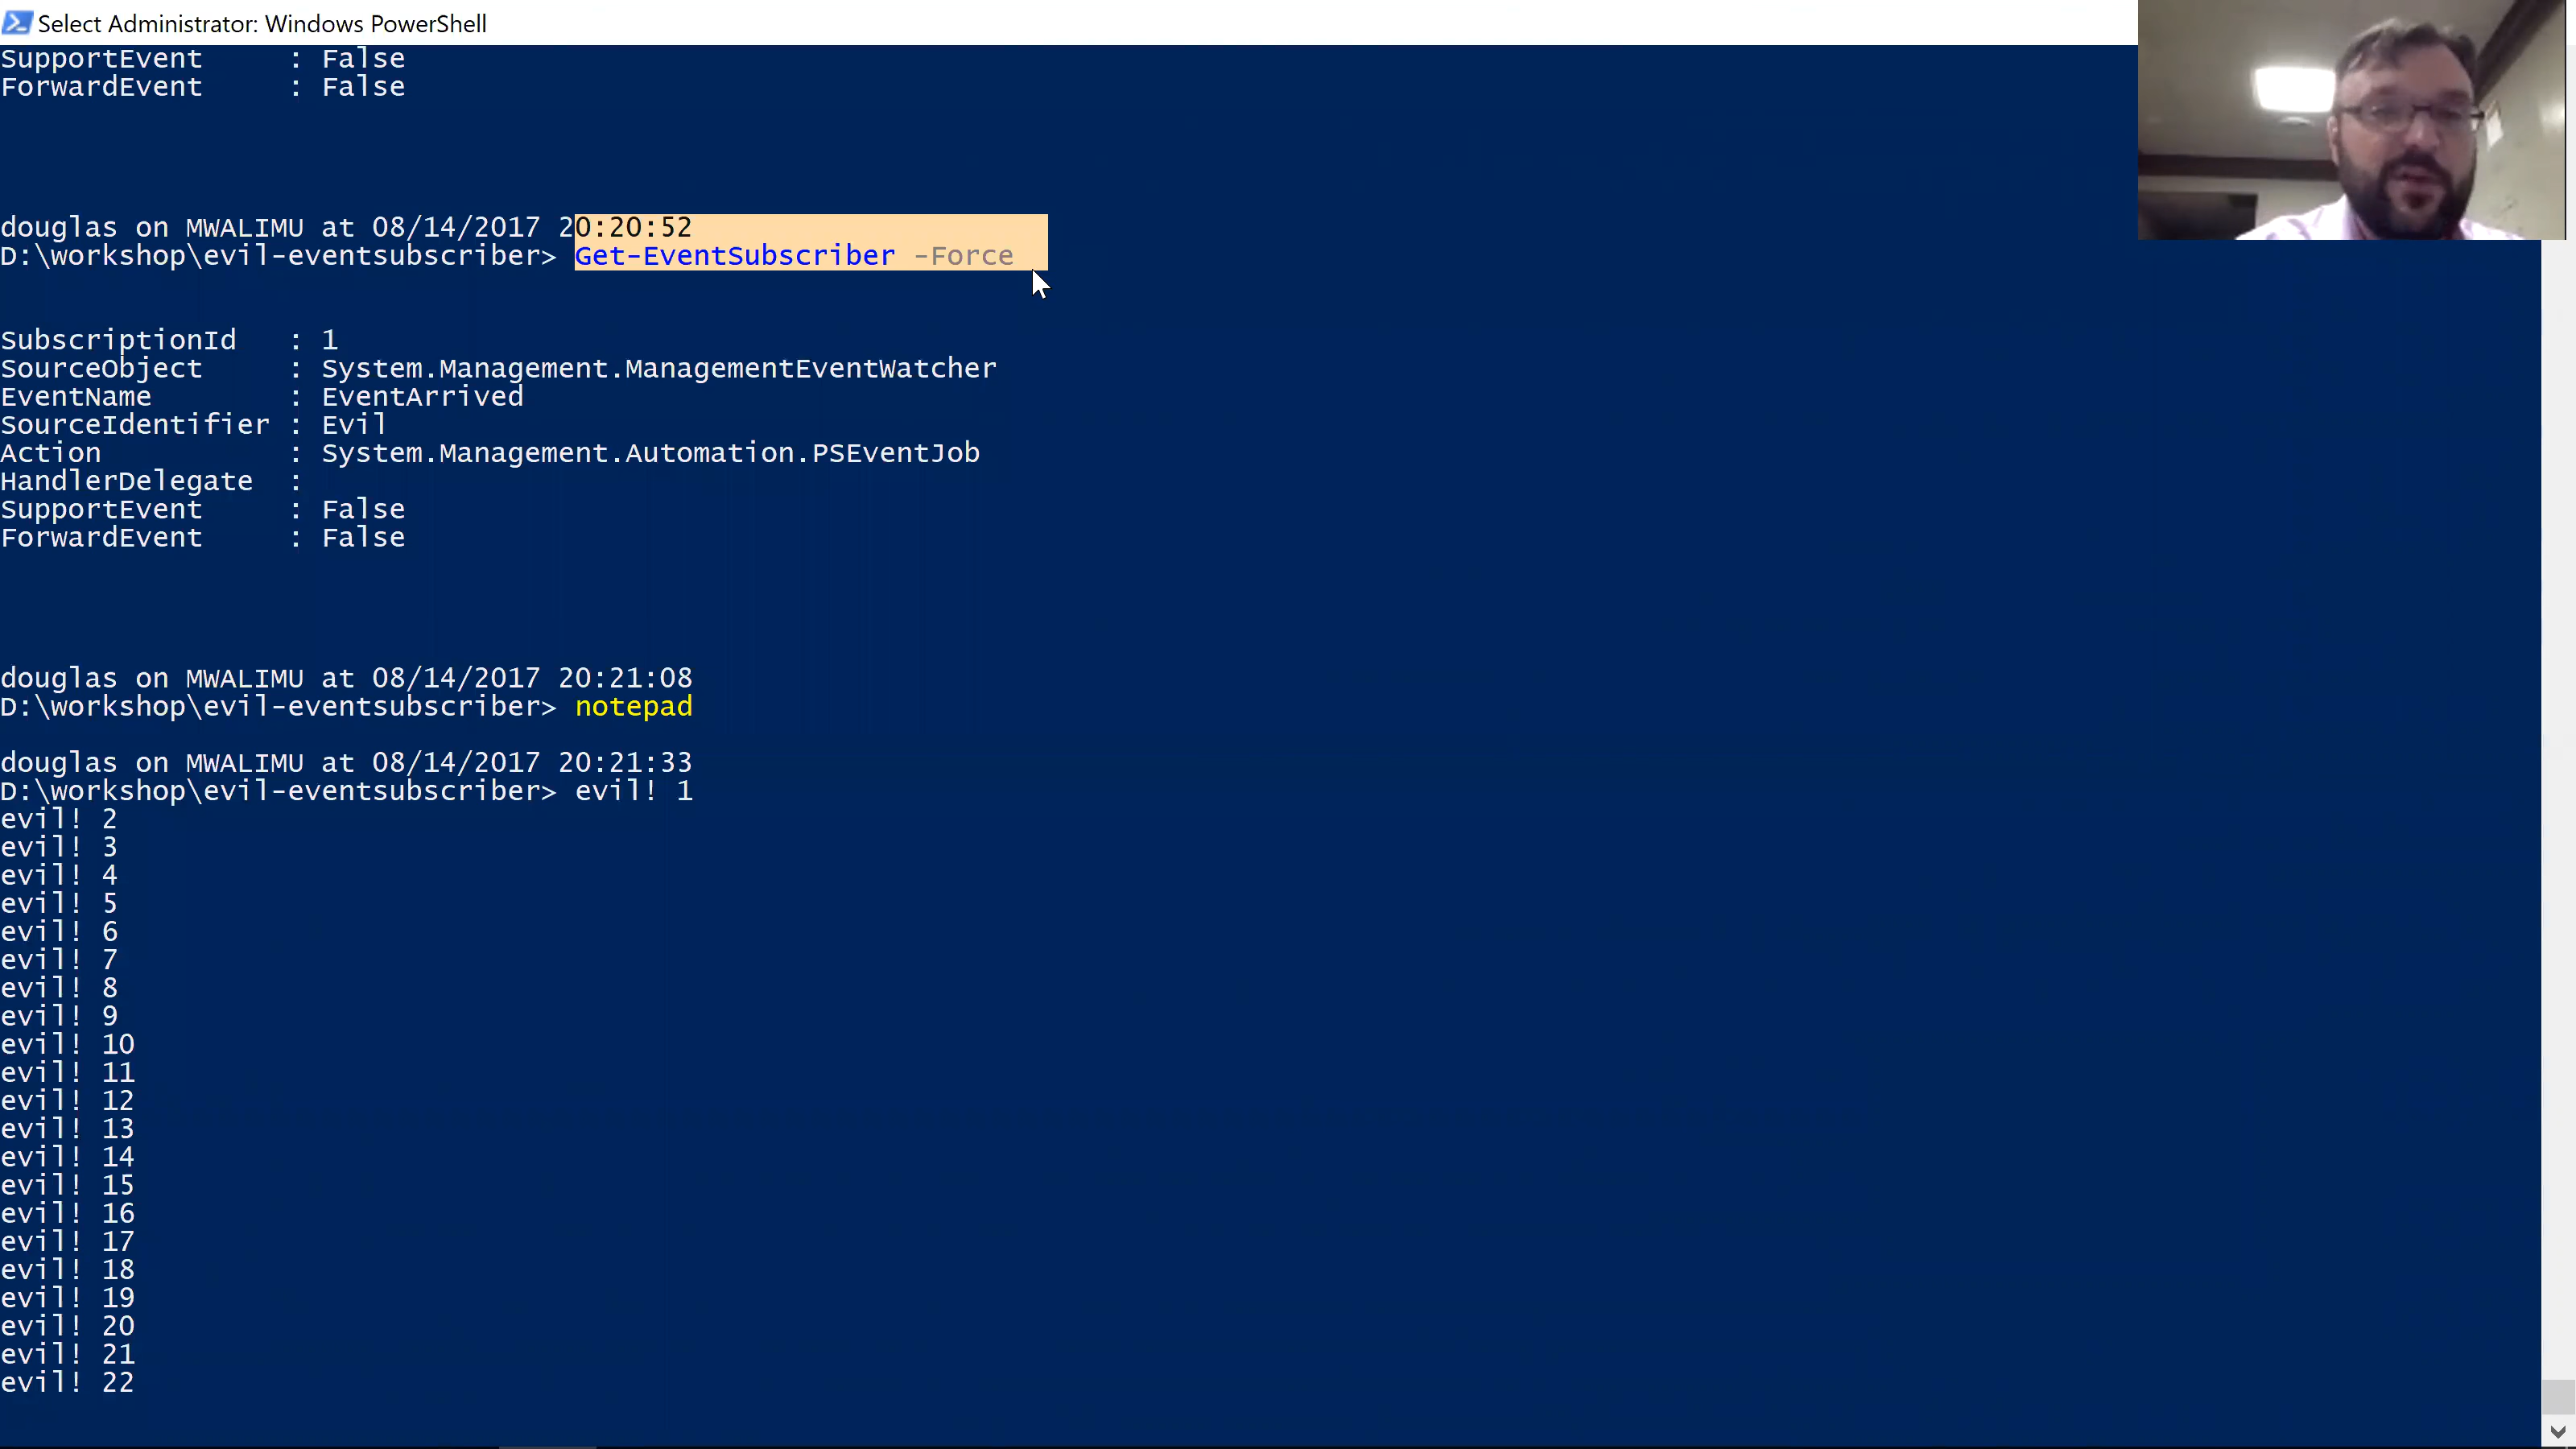 Select Administrator: Windows PowerShell
SupportEvent     : False
ForwardEvent     : False
douglas on MWALIMU at 08/14/2017 20:20:52
D:\workshop\evil-eventsubscriber> Get-EventSubscriber -Force
SubscriptionId   : 1
SourceObject     : System.Management.ManagementEventWatcher
EventName        : EventArrived
SourceIdentifier : Evil
Action           : System.Management.Automation.PSEventJob
HandlerDelegate  :
SupportEvent     : False
ForwardEvent     : False
douglas on MWALIMU at 08/14/2017 20:21:08
D:\workshop\evil-eventsubscriber> notepad
douglas on MWALIMU at 08/14/2017 20:21:33
D:\workshop\evil-eventsubscriber> evil! 1
evil! 2
evil! 3
evil! 4
evil! 5
evil! 6
evil! 7
evil! 8
evil! 9
evil! 10
evil! 11
evil! 12
evil! 13
evil! 14
evil! 15
evil! 16
evil! 17
evil! 18
evil! 19
evil! 20
evil! 21
evil! 22